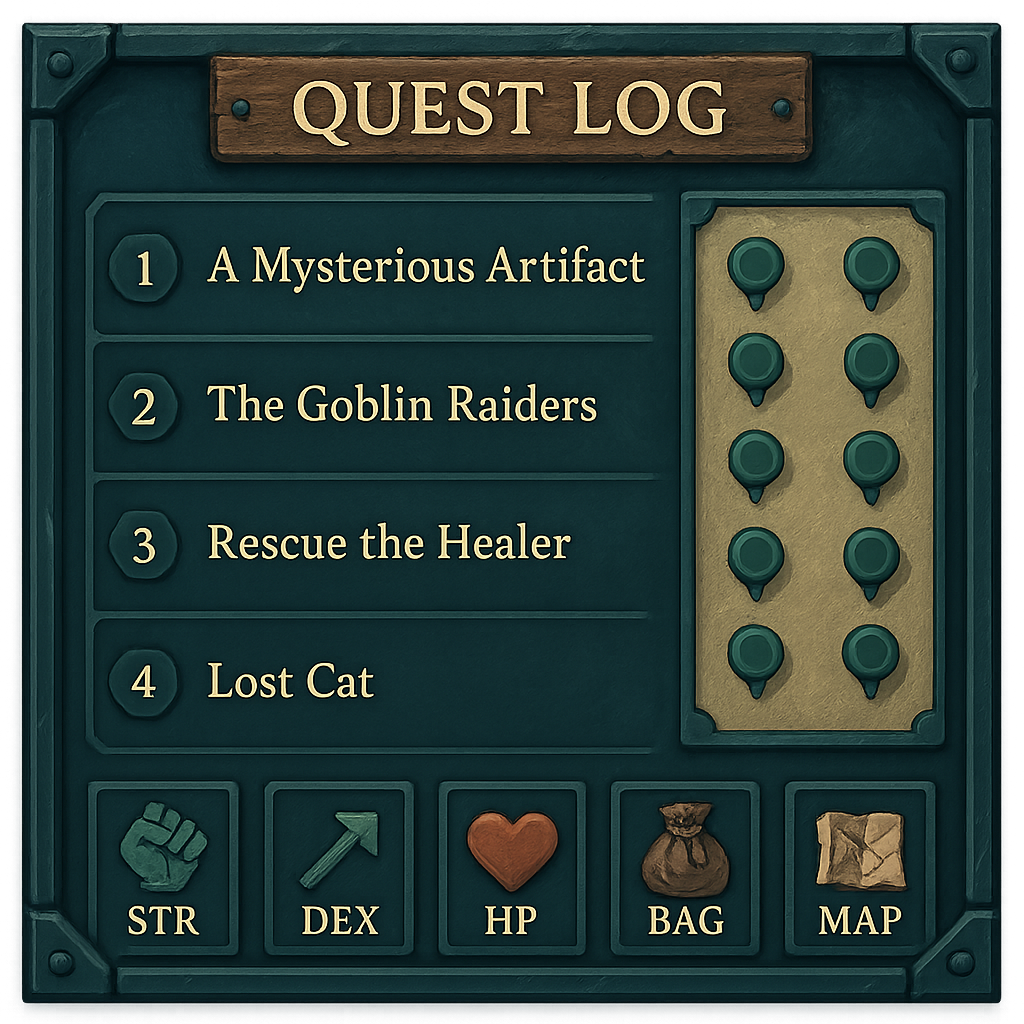 QUEST LOG
1 A Mysterious Artifact
2 The Goblin Raiders
3 Rescue the Healer
4 Lost Cat
STR DEX HP BAG MAP